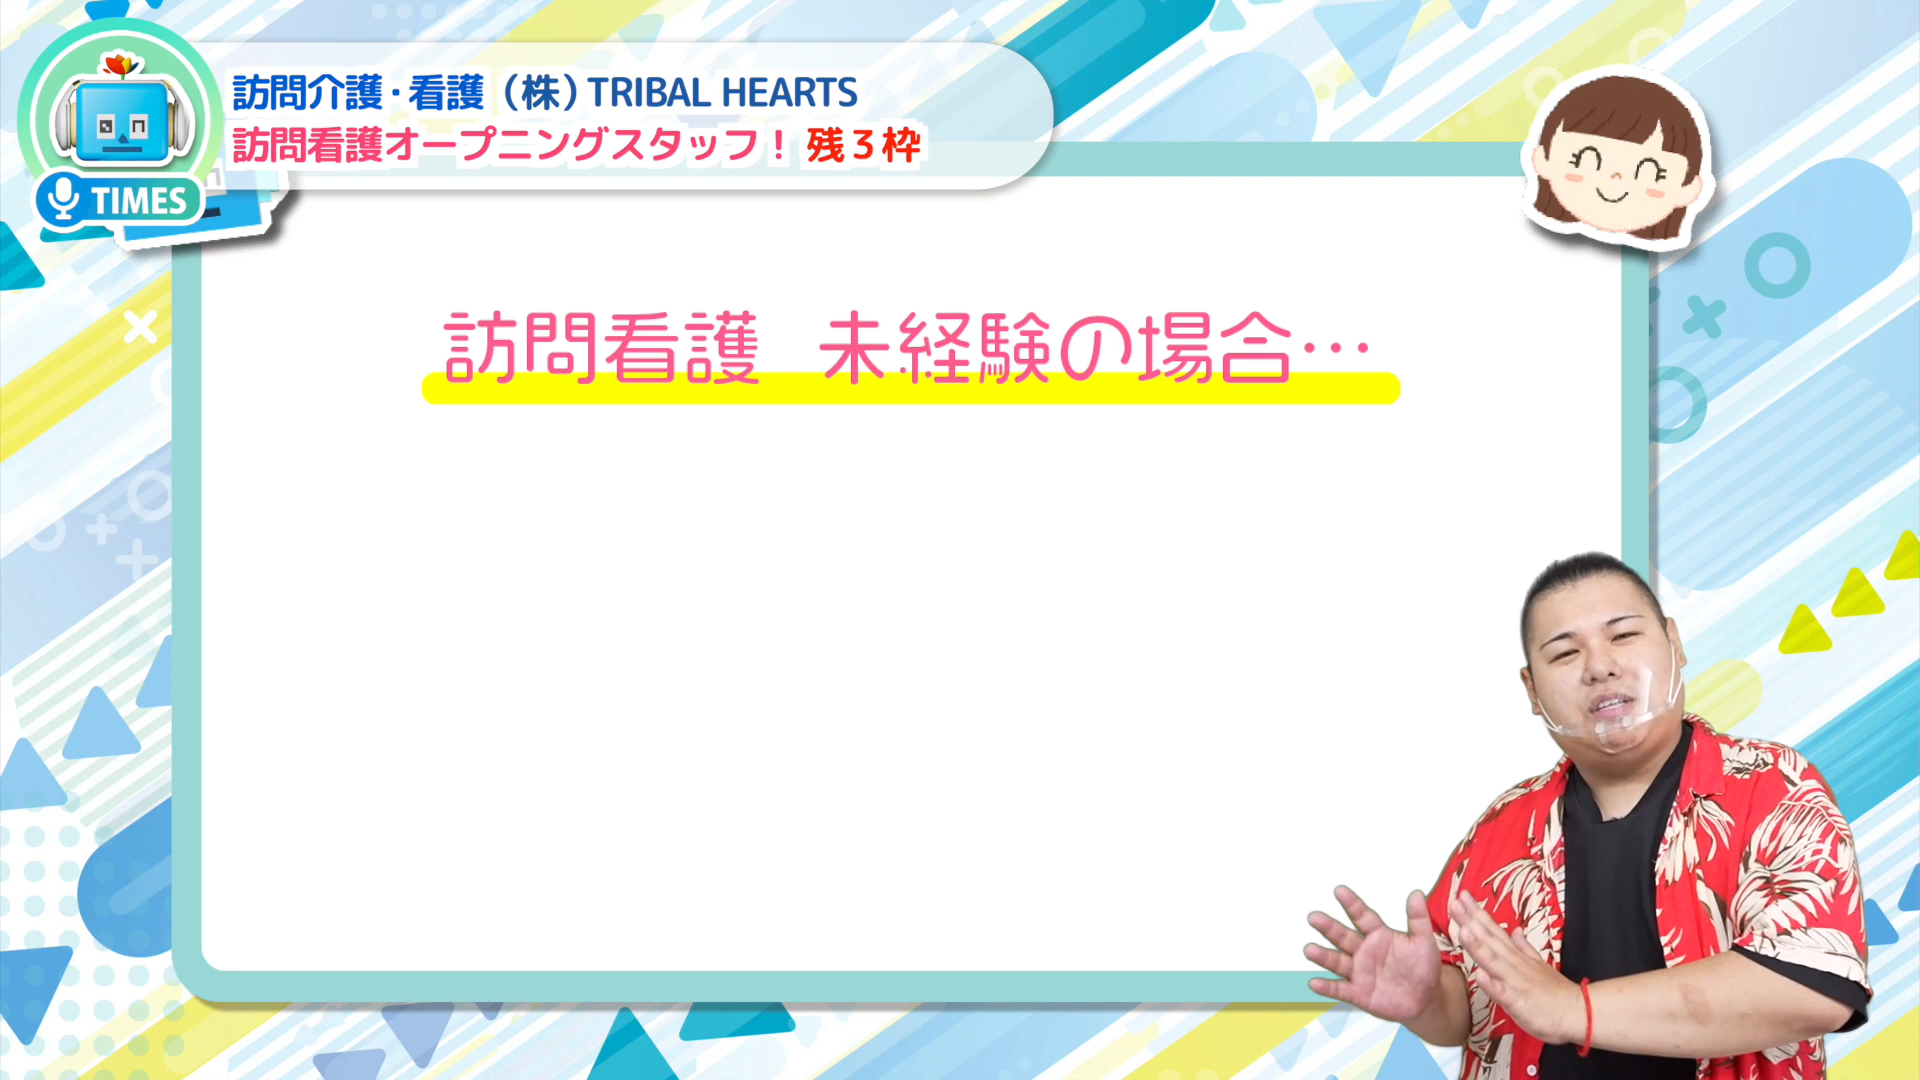 訪問介護・看護（株）TRIBAL HEARTS
訪問看護オープニングスタッフ！ 残３枠
TIMES
訪問看護 未経験の場合…